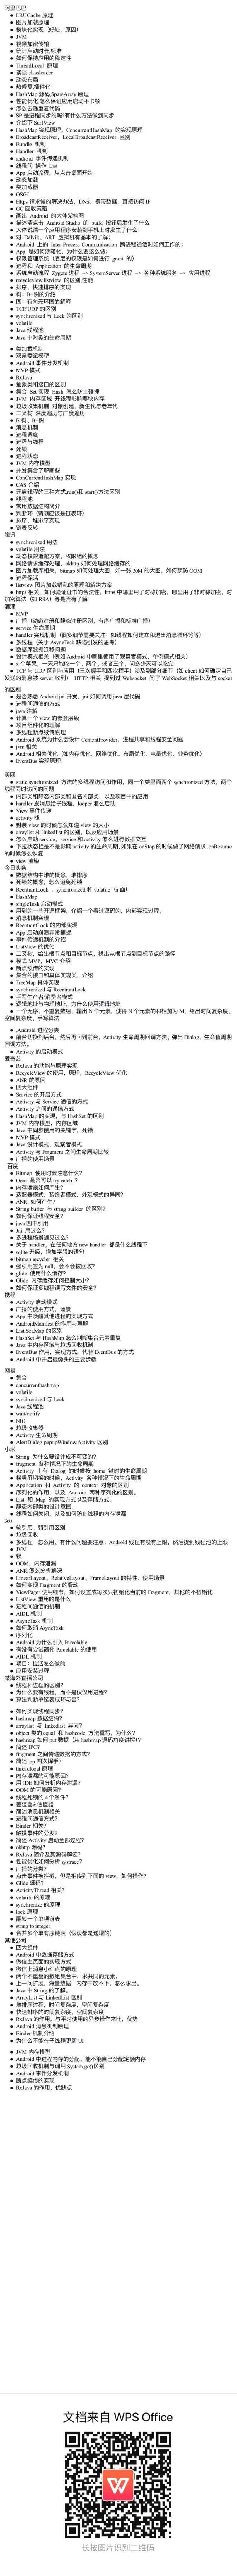 阿里巴巴
● LRUCache 原理
● 图片加载原理
● 模块化实现（好处，原因）
● JVM
● 视频加密传输
● 统计启动时长,标准
● 如何保持应用的稳定性
● ThreadLocal 原理
● 谈谈 classloader
● 动态布局
● 热修复,插件化
● HashMap 源码,SpareArray 原理
● 性能优化,怎么保证应用启动不卡顿
● 怎么去除重复代码
● SP 是进程同步的吗?有什么方法做到同步
● 介绍下 SurfView
● HashMap 实现原理，ConcurrentHashMap 的实现原理
● BroadcastReceiver，LocalBroadcastReceiver 区别
● Bundle 机制
● Handler 机制
● android 事件传递机制
● 线程间 操作 List
● App 启动流程，从点击桌面开始
● 动态加载
● 类加载器
● OSGI
● Https 请求慢的解决办法，DNS，携带数据，直接访问 IP
● GC 回收策略
● 画出 Android 的大体架构图
● 描述清点击 Android Studio 的 build 按钮后发生了什么
● 大体说清一个应用程序安装到手机上时发生了什么；
● 对 Dalvik、ART 虚拟机有基本的了解；
● Android 上的 Inter-Process-Communication 跨进程通信时如何工作的；
● App 是如何沙箱化，为什么要这么做；
● 权限管理系统（底层的权限是如何进行 grant 的）
● 进程和 Application 的生命周期；
● 系统启动流程 Zygote 进程 –> SystemServer 进程 –> 各种系统服务 –> 应用进程
● recycleview listview 的区别,性能
● 排序，快速排序的实现
● 树：B+树的介绍
● 图：有向无环图的解释
● TCP/UDP 的区别
● synchronized 与 Lock 的区别
● volatile
● Java 线程池
● Java 中对象的生命周期
● 类加载机制
● 双亲委派模型
● Android 事件分发机制
● MVP 模式
● RxJava
● 抽象类和接口的区别
● 集合 Set 实现 Hash 怎么防止碰撞
● JVM 内存区域 开线程影响哪块内存
● 垃圾收集机制 对象创建，新生代与老年代
● 二叉树 深度遍历与广度遍历
● B 树、B+树
● 消息机制
● 进程调度
● 进程与线程
● 死锁
● 进程状态
● JVM 内存模型
● 并发集合了解哪些
● ConCurrentHashMap 实现
● CAS 介绍
● 开启线程的三种方式,run()和 start()方法区别
● 线程池
● 常用数据结构简介
● 判断环（猜测应该是链表环）
● 排序，堆排序实现
● 链表反转
腾讯
● synchronized 用法
● volatile 用法
● 动态权限适配方案，权限组的概念
● 网络请求缓存处理，okhttp 如何处理网络缓存的
● 图片加载库相关，bitmap 如何处理大图，如一张 30M 的大图，如何预防 OOM
● 进程保活
● listview 图片加载错乱的原理和解决方案
● https 相关，如何验证证书的合法性，https 中哪里用了对称加密，哪里用了非对称加密，对
加密算法（如 RSA）等是否有了解
滴滴
● MVP
● 广播（动态注册和静态注册区别，有序广播和标准广播）
● service 生命周期
● handler 实现机制（很多细节需要关注：如线程如何建立和退出消息循环等等）
● 多线程（关于 AsyncTask 缺陷引发的思考）
● 数据库数据迁移问题
● 设计模式相关（例如 Android 中哪里使用了观察者模式，单例模式相关）
● x 个苹果，一天只能吃一个、两个、或者三个，问多少天可以吃完
● TCP 与 UDP 区别与应用（三次握手和四次挥手）涉及到部分细节（如 client 如何确定自己
发送的消息被 server 收到） HTTP 相关 提到过 Websocket 问了 WebSocket 相关以及与 socket
的区别
● 是否熟悉 Android jni 开发，jni 如何调用 java 层代码
● 进程间通信的方式
● java 注解
● 计算一个 view 的嵌套层级
● 项目组件化的理解
● 多线程断点续传原理
● Android 系统为什么会设计 ContentProvider，进程共享和线程安全问题
● jvm 相关
● Android 相关优化（如内存优化、网络优化、布局优化、电量优化、业务优化）
● EventBus 实现原理
美团
● static synchronized 方法的多线程访问和作用，同一个类里面两个 synchronized 方法，两个
线程同时访问的问题
● 内部类和静态内部类和匿名内部类，以及项目中的应用
● handler 发消息给子线程，looper 怎么启动
● View 事件传递
● activity 栈
● 封装 view 的时候怎么知道 view 的大小
● arraylist 和 linkedlist 的区别，以及应用场景
● 怎么启动 service，service 和 activity 怎么进行数据交互
● 下拉状态栏是不是影响 activity 的生命周期,如果在 onStop 的时候做了网络请求,onResume
的时候怎么恢复
● view 渲染
今日头条
● 数据结构中堆的概念，堆排序
● 死锁的概念，怎么避免死锁
● ReentrantLock 、synchronized 和 volatile（n 面）
● HashMap
● singleTask 启动模式
● 用到的一些开源框架，介绍一个看过源码的，内部实现过程。
● 消息机制实现
● ReentrantLock 的内部实现
● App 启动崩溃异常捕捉
● 事件传递机制的介绍
● ListView 的优化
● 二叉树，给出根节点和目标节点，找出从根节点到目标节点的路径
● 模式 MVP，MVC 介绍
● 断点续传的实现
● 集合的接口和具体实现类，介绍
● TreeMap 具体实现
● synchronized 与 ReentrantLock
● 手写生产者/消费者模式
● 逻辑地址与物理地址，为什么使用逻辑地址
● 一个无序，不重复数组，输出 N 个元素，使得 N 个元素的和相加为 M，给出时间复杂度、
空间复杂度。手写算法
● .Android 进程分类
● 前台切换到后台，然后再回到前台，Activity 生命周期回调方法。弹出 Dialog，生命值周期
回调方法。
● Activity 的启动模式
爱奇艺
● RxJava 的功能与原理实现
● RecycleView 的使用，原理，RecycleView 优化
● ANR 的原因
● 四大组件
● Service 的开启方式
● Activity 与 Service 通信的方式
● Activity 之间的通信方式
● HashMap 的实现，与 HashSet 的区别
● JVM 内存模型，内存区域
● Java 中同步使用的关键字，死锁
● MVP 模式
● Java 设计模式，观察者模式
● Activity 与 Fragment 之间生命周期比较
● 广播的使用场景
百度
● Bitmap 使用时候注意什么？
● Oom 是否可以 try catch ？
● 内存泄露如何产生？
● 适配器模式，装饰者模式，外观模式的异同？
● ANR 如何产生？
● String buffer 与 string builder 的区别？
● 如何保证线程安全？
● java 四中引用
● Jni 用过么？
● 多进程场景遇见过么？
● 关于 handler，在任何地方 new handler 都是什么线程下
● sqlite 升级，增加字段的语句
● bitmap recycler 相关
● 强引用置为 null，会不会被回收？
● glide 使用什么缓存？
● Glide 内存缓存如何控制大小？
● 如何保证多线程读写文件的安全？
携程
● Activity 启动模式
● 广播的使用方式，场景
● App 中唤醒其他进程的实现方式
● AndroidManifest 的作用与理解
● List,Set,Map 的区别
● HashSet 与 HashMap 怎么判断集合元素重复
● Java 中内存区域与垃圾回收机制
● EventBus 作用，实现方式，代替 EventBus 的方式
● Android 中开启摄像头的主要步骤
网易
● 集合
● concurrenthashmap
● volatile
● synchronized 与 Lock
● Java 线程池
● wait/notify
● NIO
● 垃圾收集器
● Activity 生命周期
● AlertDialog,popupWindow,Activity 区别
小米
● String 为什么要设计成不可变的？
● fragment 各种情况下的生命周期
● Activity 上有 Dialog 的时候按 home 键时的生命周期
● 横竖屏切换的时候，Activity 各种情况下的生命周期
● Application 和 Activity 的 context 对象的区别
● 序列化的作用，以及 Android 两种序列化的区别。
● List 和 Map 的实现方式以及存储方式。
● 静态内部类的设计意图。
● 线程如何关闭，以及如何防止线程的内存泄漏
360
● 软引用、弱引用区别
● 垃圾回收
● 多线程：怎么用、有什么问题要注意；Android 线程有没有上限，然后提到线程池的上限
● JVM
● 锁
● OOM，内存泄漏
● ANR 怎么分析解决
● LinearLayout、RelativeLayout、FrameLayout 的特性、使用场景
● 如何实现 Fragment 的滑动
● ViewPager 使用细节，如何设置成每次只初始化当前的 Fragment，其他的不初始化
● ListView 重用的是什么
● 进程间通信的机制
● AIDL 机制
● AsyncTask 机制
● 如何取消 AsyncTask
● 序列化
● Android 为什么引入 Parcelable
● 有没有尝试简化 Parcelable 的使用
● AIDL 机制
● 项目：拉活怎么做的
● 应用安装过程
某海外直播公司
● 线程和进程的区别？
● 为什么要有线程，而不是仅仅用进程？
● 算法判断单链表成环与否？
● 如何实现线程同步？
● hashmap 数据结构？
● arraylist 与 linkedlist 异同？
● object 类的 equal 和 hashcode 方法重写，为什么？
● hashmap 如何 put 数据（从 hashmap 源码角度讲解）？
● 简述 IPC？
● fragment 之间传递数据的方式？
● 简述 tcp 四次挥手?
● threadlocal 原理
● 内存泄漏的可能原因？
● 用 IDE 如何分析内存泄漏？
● OOM 的可能原因？
● 线程死锁的 4 个条件？
● 差值器&估值器
● 简述消息机制相关
● 进程间通信方式？
● Binder 相关？
● 触摸事件的分发？
● 简述 Activity 启动全部过程？
● okhttp 源码？
● RxJava 简介及其源码解读？
● 性能优化如何分析 systrace？
● 广播的分类？
● 点击事件被拦截，但是相传到下面的 view，如何操作？
● Glide 源码？
● ActicityThread 相关？
● volatile 的原理
● synchronize 的原理
● lock 原理
● 翻转一个单项链表
● string to integer
● 合并多个单有序链表（假设都是递增的）
其他公司
● 四大组件
● Android 中数据存储方式
● 微信主页面的实现方式
● 微信上消息小红点的原理
● 两个不重复的数组集合中，求共同的元素。
● 上一问扩展，海量数据，内存中放不下，怎么求出。
● Java 中 String 的了解。
● ArrayList 与 LinkedList 区别
● 堆排序过程，时间复杂度，空间复杂度
● 快速排序的时间复杂度，空间复杂度
● RxJava 的作用，与平时使用的异步操作来比，优势
● Android 消息机制原理
● Binder 机制介绍
● 为什么不能在子线程更新 UI
● JVM 内存模型
● Android 中进程内存的分配，能不能自己分配定额内存
● 垃圾回收机制与调用 System.gc()区别
● Android 事件分发机制
● 断点续传的实现
● RxJava 的作用，优缺点
文档来自 WPS Office
长按图片识别二维码